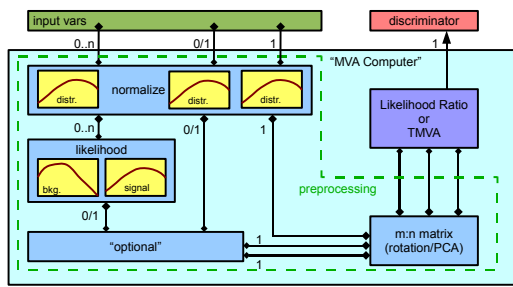 input vars
discriminator
0..n
0/1
1
1
"MVA Computer"
distr.
normalize
distr.
distr.
Likelihood Ratio
or
TMVA
0..n
0/1
1
likelihood
bkg.
signal
preprocessing
0/1
"optional"
1
1
m:n matrix
(rotation/PCA)